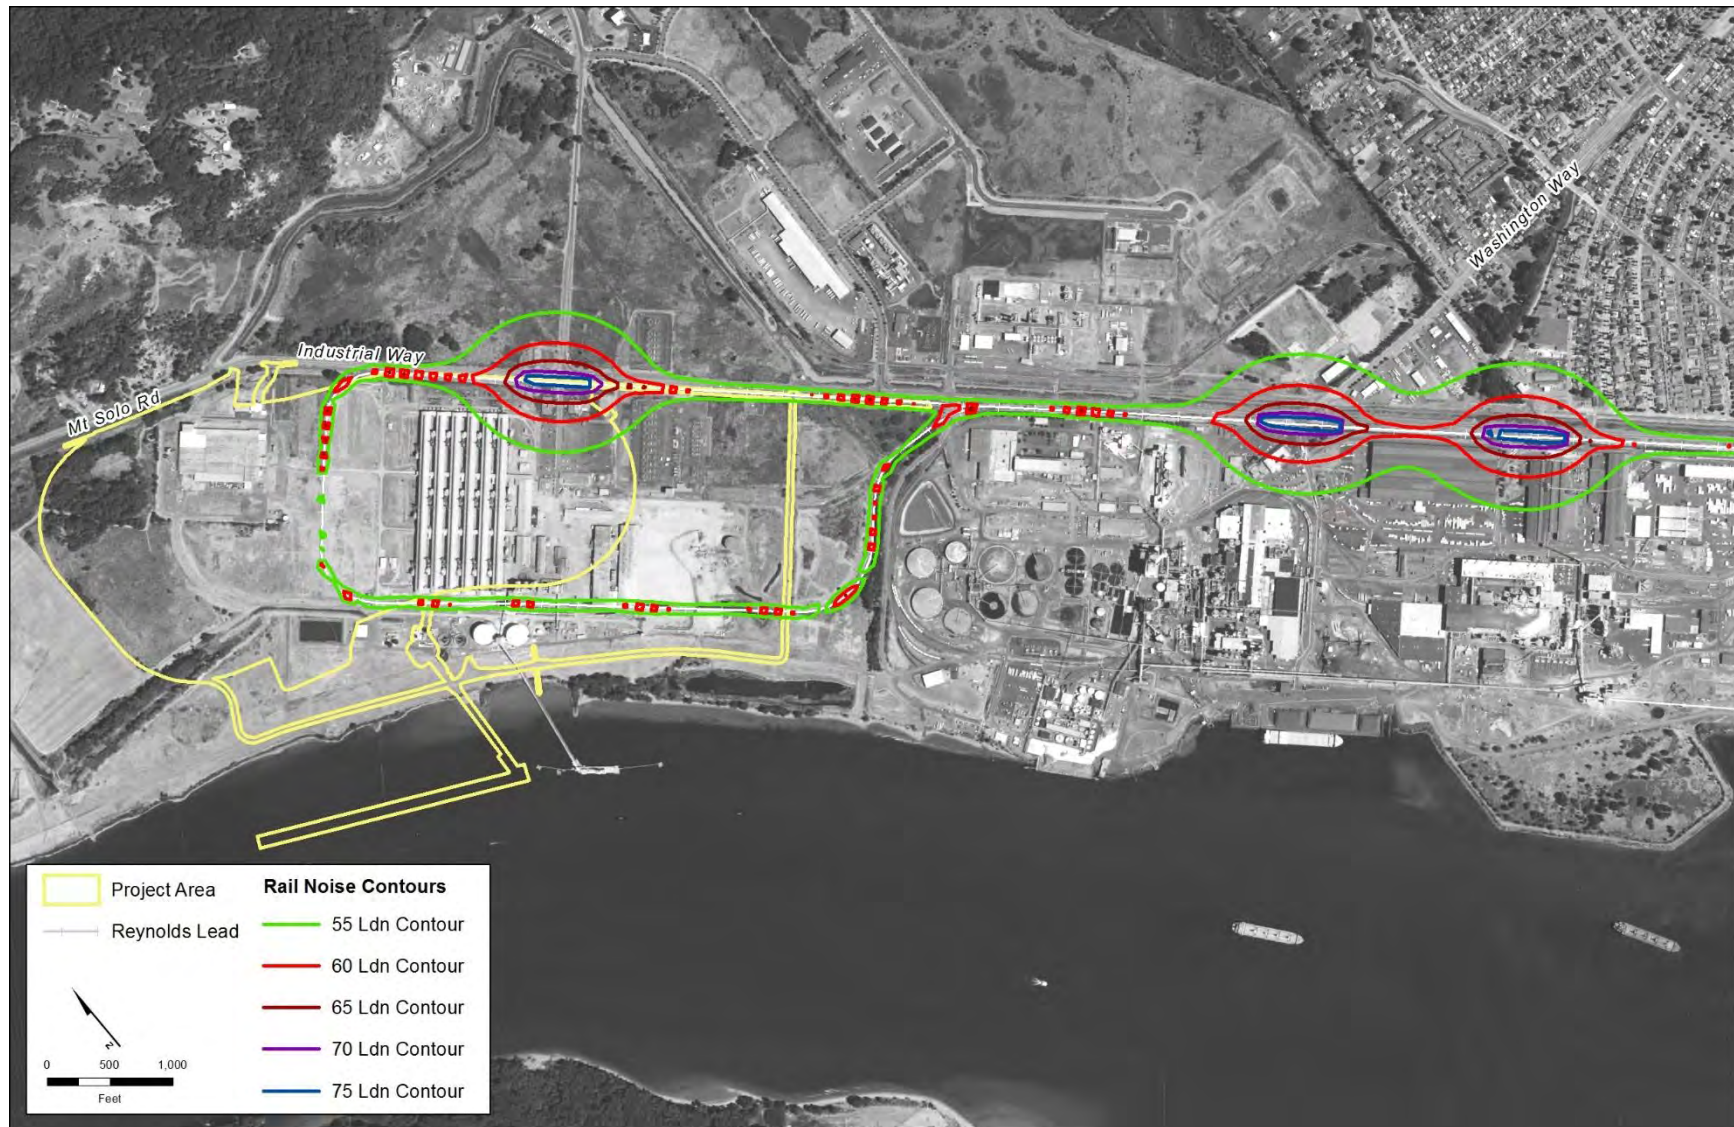 Washington Way
Industrial Way
Mt Solo Rd
Project Area
Reynolds Lead
N
0 500 1,000
Feet
Rail Noise Contours
55 Ldn Contour
60 Ldn Contour
65 Ldn Contour
70 Ldn Contour
75 Ldn Contour